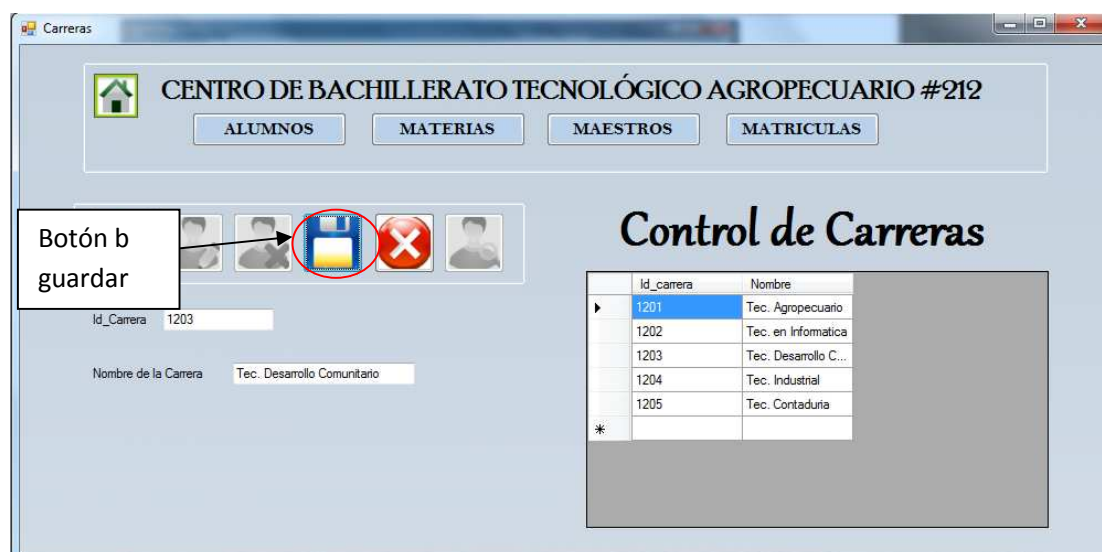 Carreras
CENTRO DE BACHILLERATO TECNOLÓGICO AGROPECUARIO #212
ALUMNOS MATERIAS MAESTROS MATRICULAS
Botón b
guardar
Control de Carreras
Id_Carrera 1203
Nombre de la Carrera Tec. Desarrollo Comunitario
Id_carrera Nombre
1201 Tec. Agropecuario
1202 Tec. en Informatica
1203 Tec. Desarrollo C...
1204 Tec. Industrial
1205 Tec. Contaduria